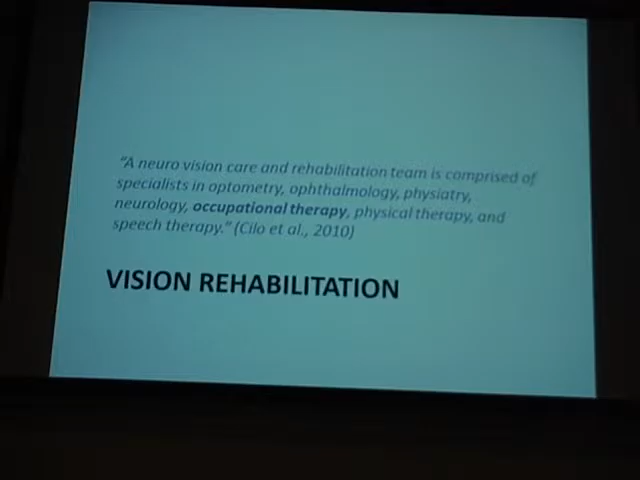 "A neuro vision care and rehabilitation team is comprised of
specialists in optometry, ophthalmology, physiatry,
neurology, occupational therapy, physical therapy, and
speech therapy." (Cilo et al., 2010)
VISION REHABILITATION